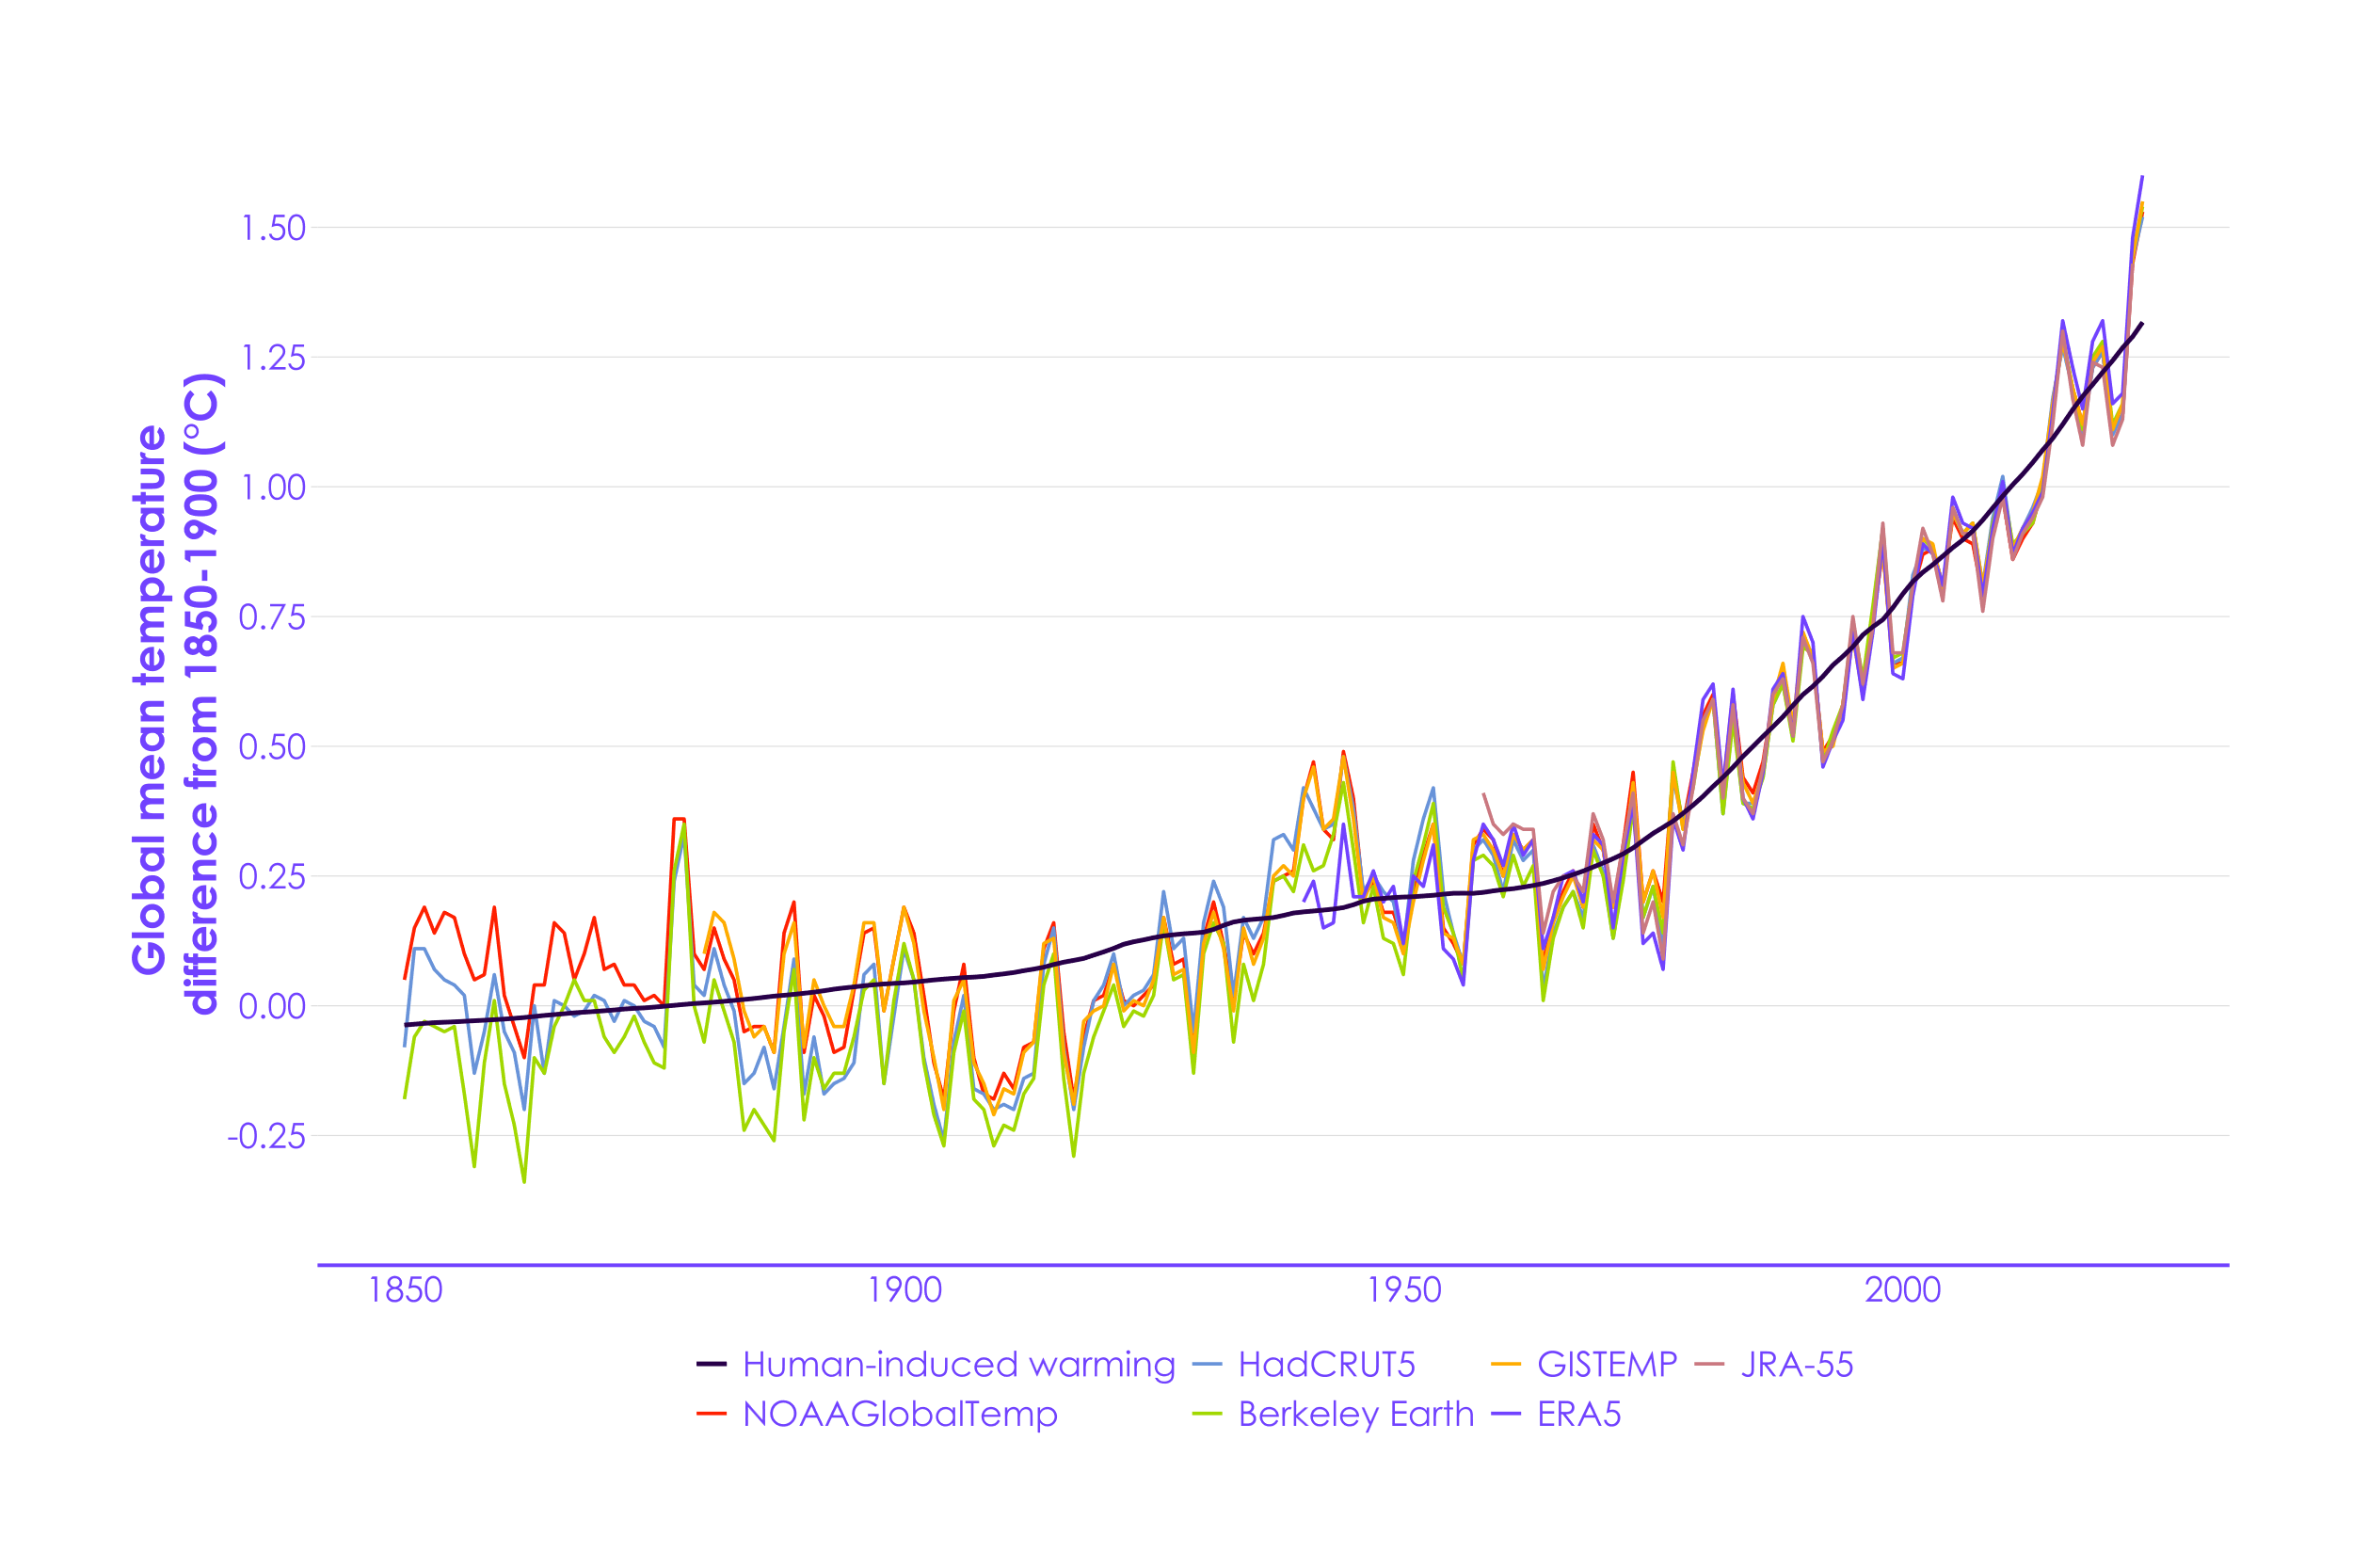 Global mean temperature
difference from 1850-1900 (°C)
1.50
1.25
1.00
0.75
0.50
0.25
0.00
-0.25
1850 1900 1950 2000
Human-induced warming HadCRUT5 GISTEMP JRA-55
NOAAGlobalTemp Berkeley Earth ERA5